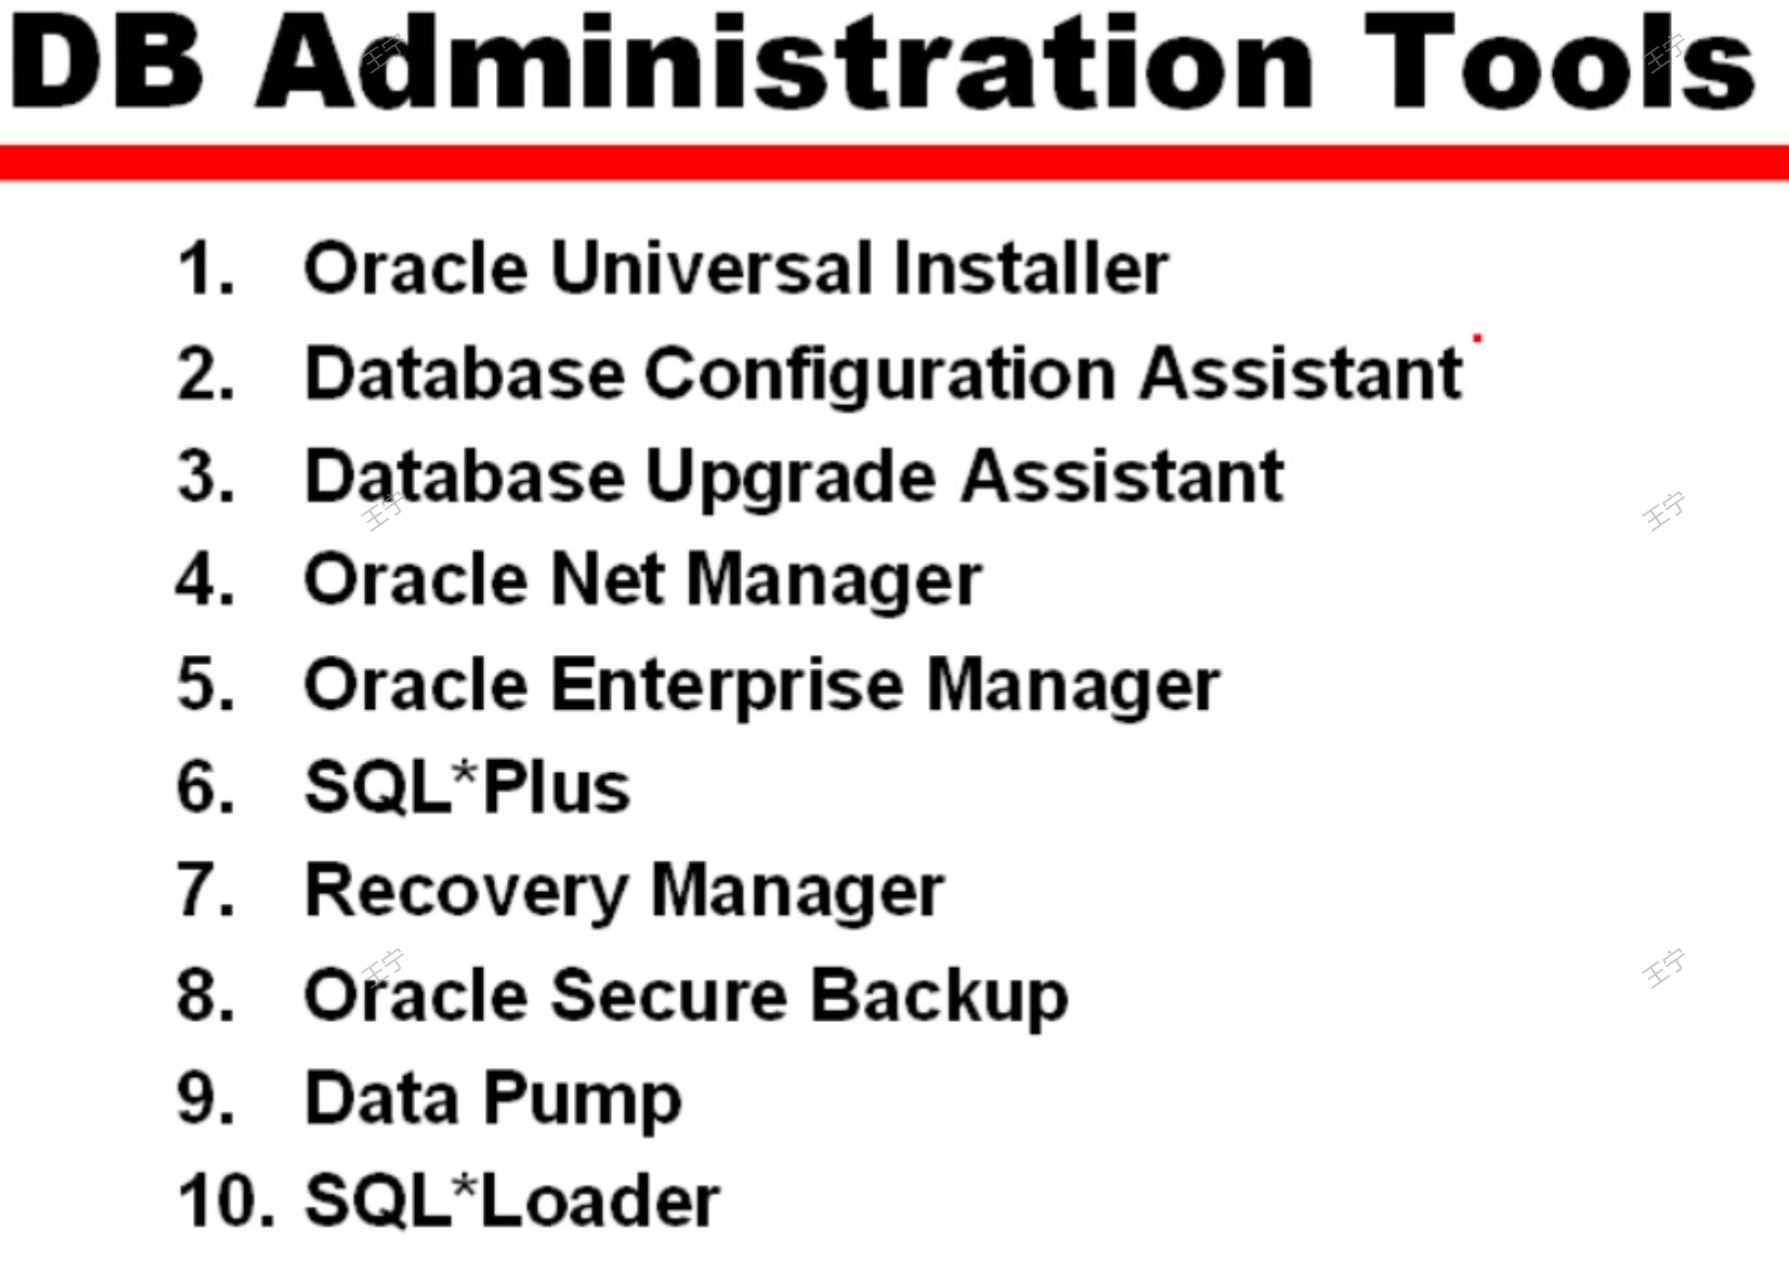 DB Administration Tools
1. Oracle Universal Installer
2. Database Configuration Assistant
3. Database Upgrade Assistant
4. Oracle Net Manager
5. Oracle Enterprise Manager
6. SQL*Plus
7. Recovery Manager
8. Oracle Secure Backup
9. Data Pump
10. SQL*Loader
王宁
王宁
王宁
王宁
王宁
王宁